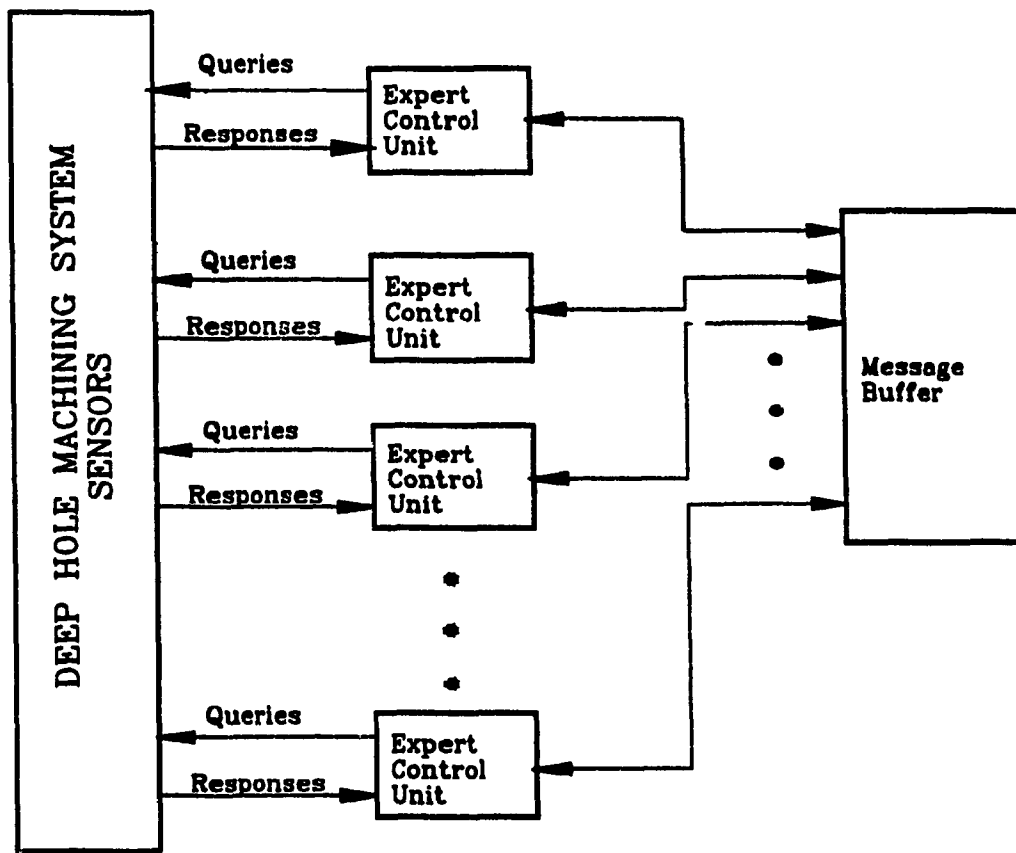 DEEP HOLE MACHINING SYSTEM
SENSORS
Queries
Responses
Expert
Control
Unit
Queries
Responses
Expert
Control
Unit
Queries
Responses
Expert
Control
Unit
Queries
Responses
Expert
Control
Unit
Message
Buffer